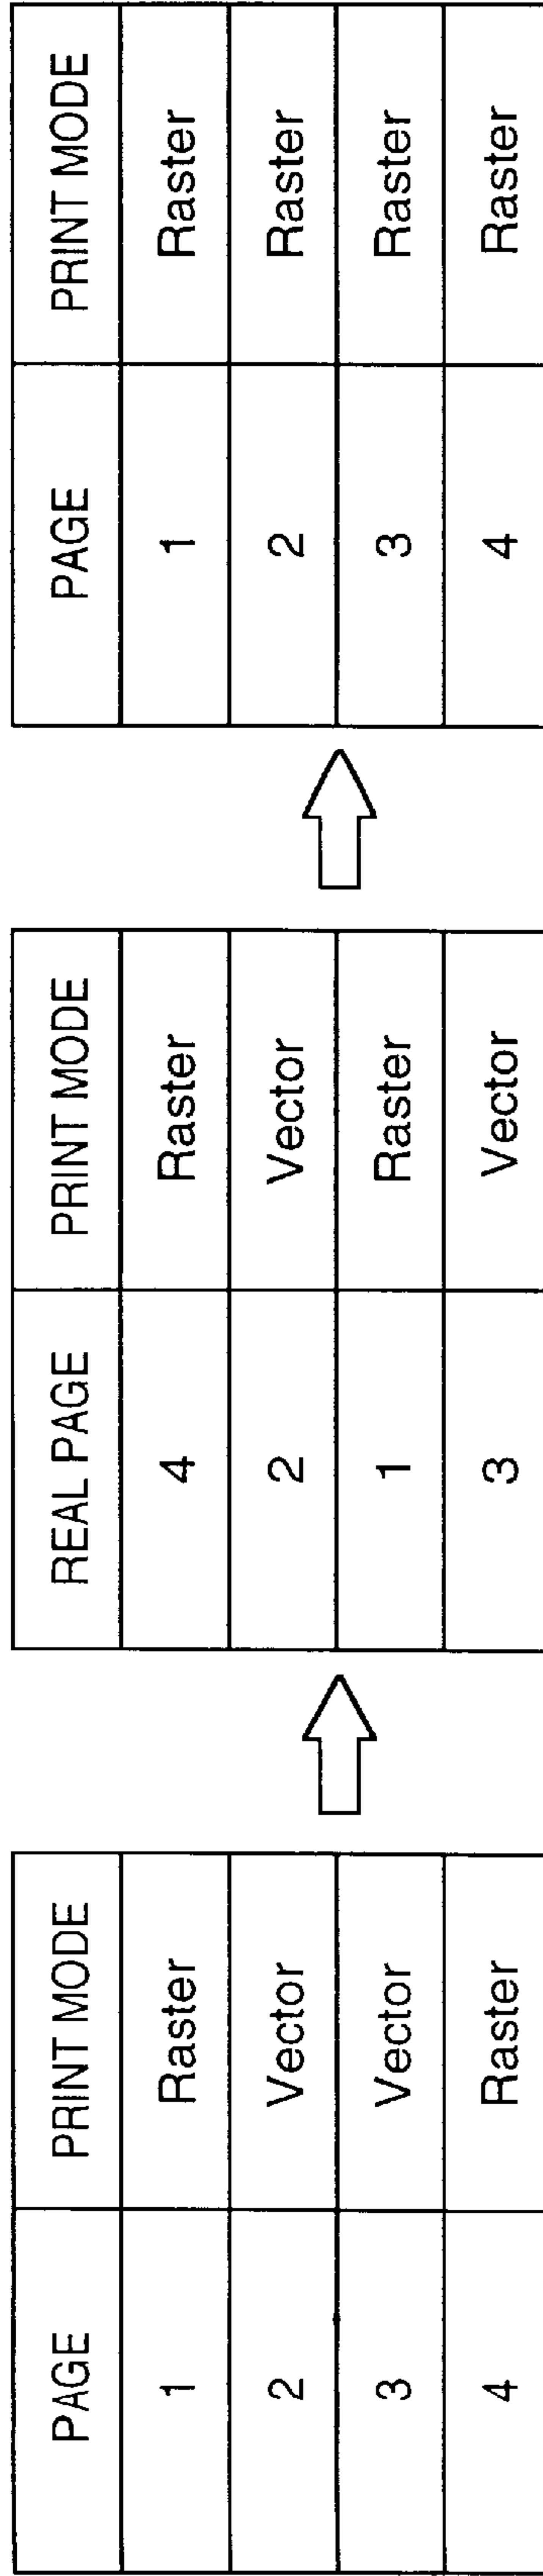 PAGE PRINT MODE
1 Raster
2 Vector
3 Vector
4 Raster
REAL PAGE PRINT MODE
4 Raster
2 Vector
1 Raster
3 Vector
PAGE PRINT MODE
1 Raster
2 Raster
3 Raster
4 Raster